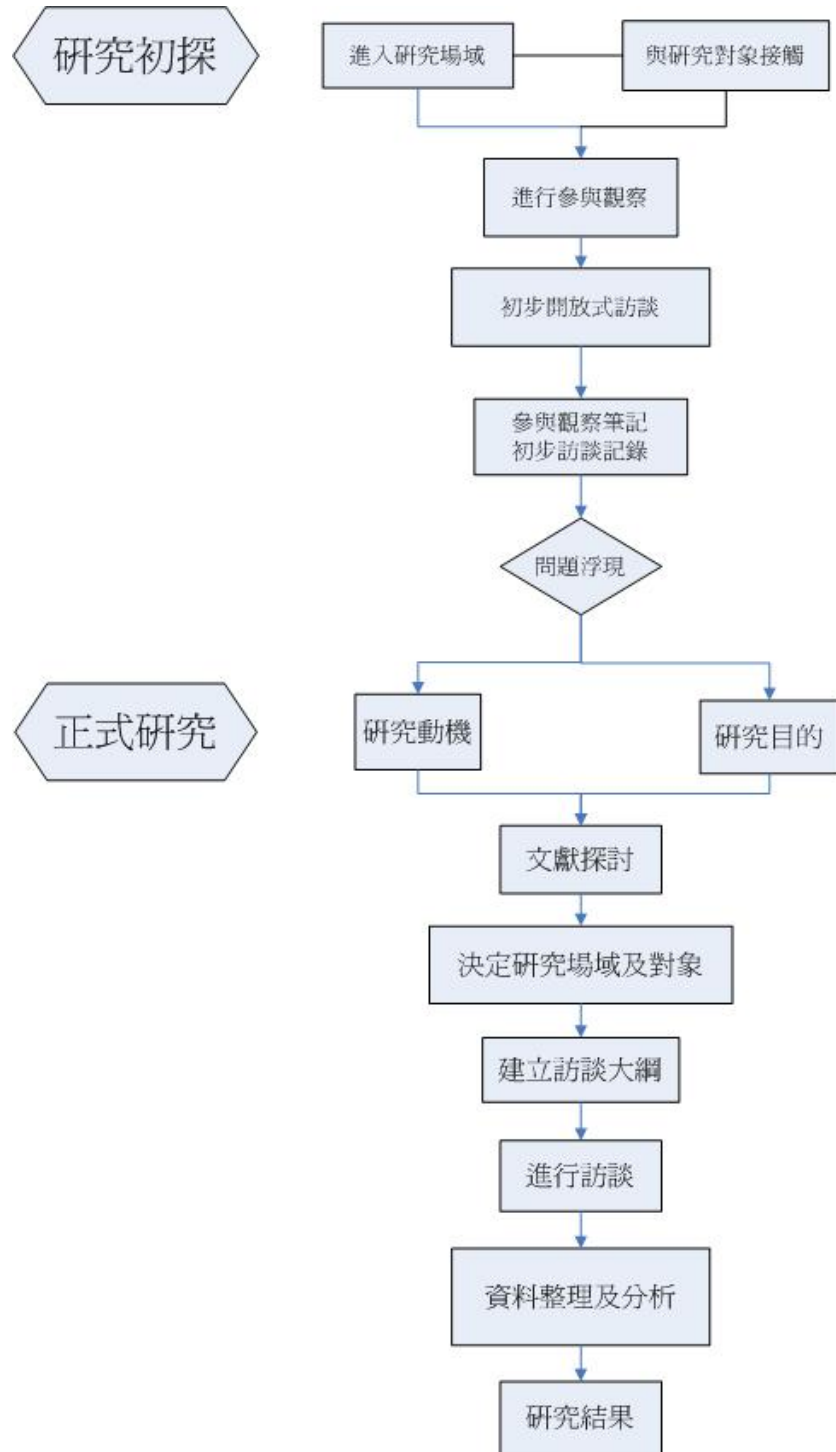 研究初探
進入研究場域
與研究對象接觸
進行參與觀察
初步開放式訪談
參與觀察筆記
初步訪談記錄
問題浮現
正式研究
研究動機
研究目的
文獻探討
決定研究場域及對象
建立訪談大綱
進行訪談
資料整理及分析
研究結果